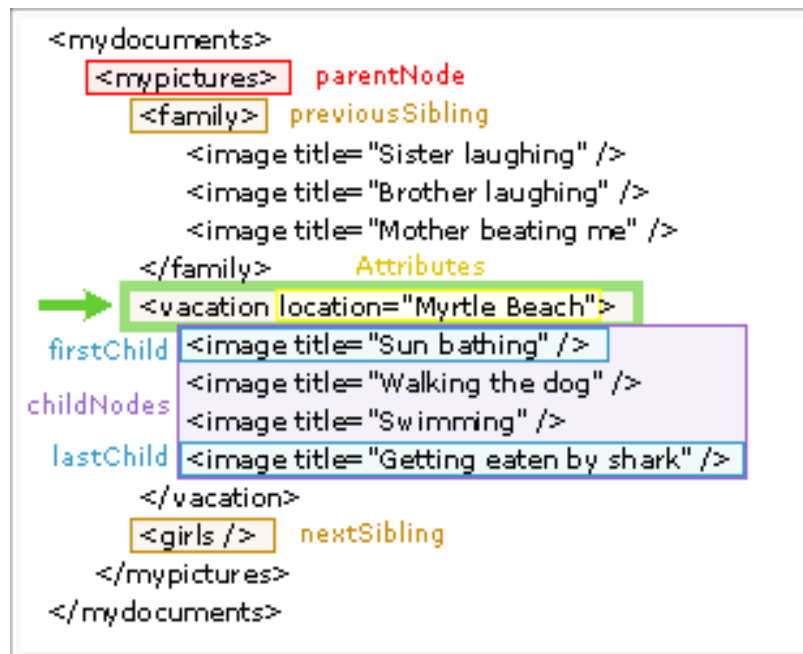 <mydocuments>
<mypictures> parentNode
<family> previousSibling
<image title="Sister laughing" />
<image title="Brother laughing" />
<image title="Mother beating me" />
</family> Attributes
<vacation location="Myrtle Beach">
firstChild <image title="Sun bathing" />
<image title="Walking the dog" />
childNodes
<image title="Swimming" />
lastChild <image title="Getting eaten by shark" />
</vacation>
<girls /> nextSibling
</mypictures>
</mydocuments>